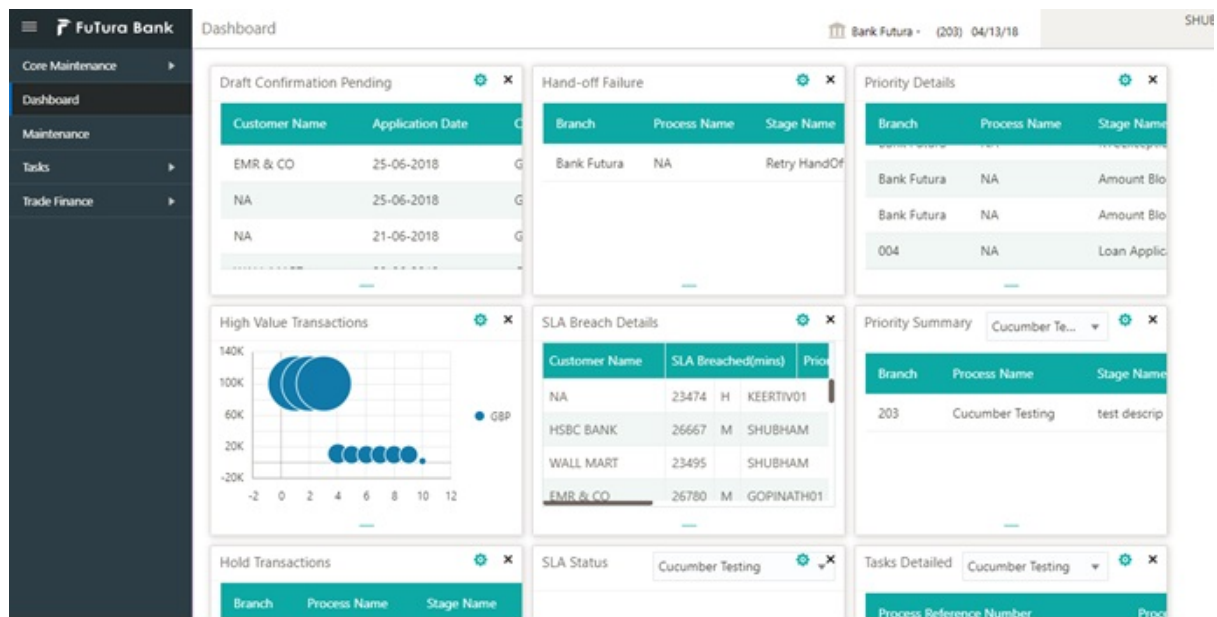 FuTura Bank
Dashboard
Bank Futura - (203) 04/13/18
SHUB
Core Maintenance
Dashboard
Maintenance
Tasks
Trade Finance
Draft Confirmation Pending
Customer Name Application Date C
EMR & CO 25-06-2018 G
NA 25-06-2018 G
NA 21-06-2018 G
Hand-off Failure
Branch Process Name Stage Name
Bank Futura NA Retry HandOf
Priority Details
Branch Process Name Stage Name
Bank Futura NA Amount Blo
Bank Futura NA Amount Blo
004 NA Loan Applic
High Value Transactions
140K
100K
60K
20K
-20K
-2 0 2 4 6 8 10 12
GBP
SLA Breach Details
Customer Name SLA Breached(mins) Prior
NA 23474 H KEERTIV01
HSBC BANK 26667 M SHUBHAM
WALL MART 23495 SHUBHAM
EMR & CO 26780 M GOPINATH01
Priority Summary Cucumber Te...
Branch Process Name Stage Name
203 Cucumber Testing test descrip
Hold Transactions
Branch Process Name Stage Name
SLA Status Cucumber Testing
Tasks Detailed Cucumber Testing
Process Reference Number Proce